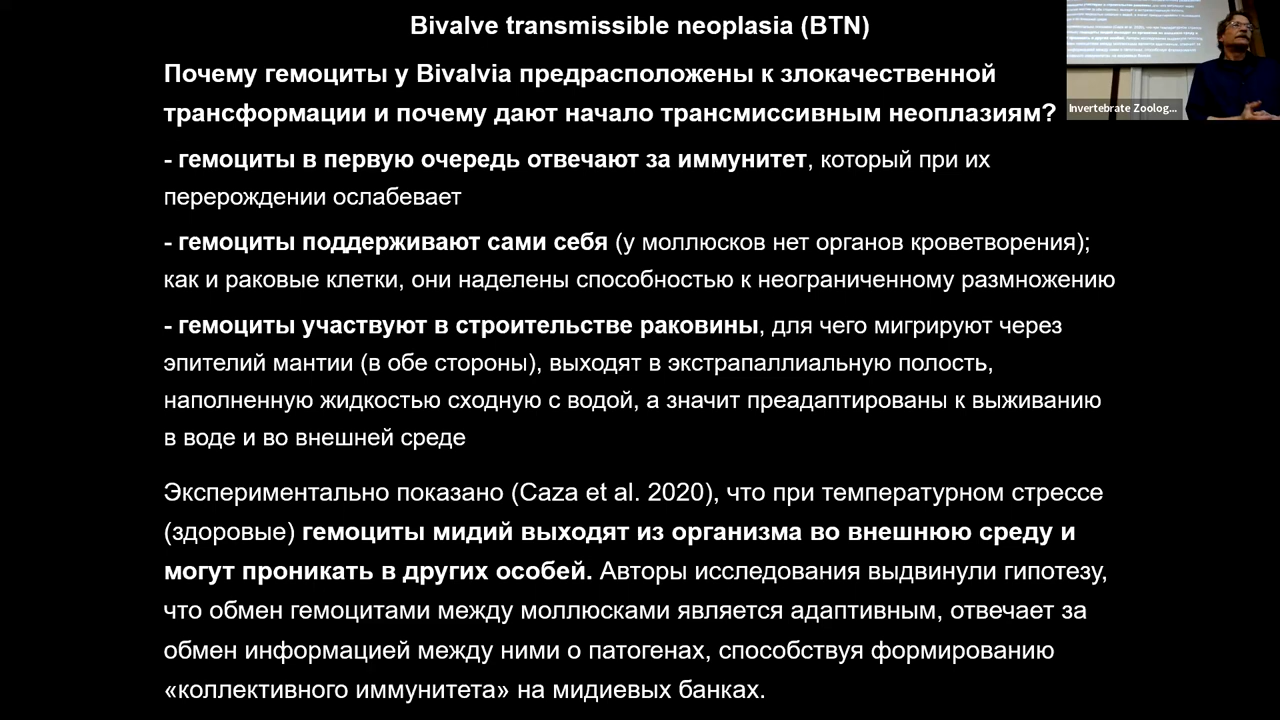 Bivalve transmissible neoplasia (BTN)
Почему гемоциты у Bivalvia предрасположены к злокачественной
трансформации и почему дают начало трансмиссивным неоплазиям?
- гемоциты в первую очередь отвечают за иммунитет, который при их
перерождении ослабевает
- гемоциты поддерживают сами себя (у моллюсков нет органов кроветворения);
как и раковые клетки, они наделены способностью к неограниченному размножению
- гемоциты участвуют в строительстве раковины, для чего мигрируют через
эпителий мантии (в обе стороны), выходят в экстрапаллиальную полость,
наполненную жидкостью сходную с водой, а значит преадаптированы к выживанию
в воде и во внешней среде
Экспериментально показано (Caza et al. 2020), что при температурном стрессе
(здоровые) гемоциты мидий выходят из организма во внешнюю среду и
могут проникать в других особей. Авторы исследования выдвинули гипотезу,
что обмен гемоцитами между моллюсками является адаптивным, отвечает за
обмен информацией между ними о патогенах, способствуя формированию
«коллективного иммунитета» на мидиевых банках.
Invertebrate Zoolog...